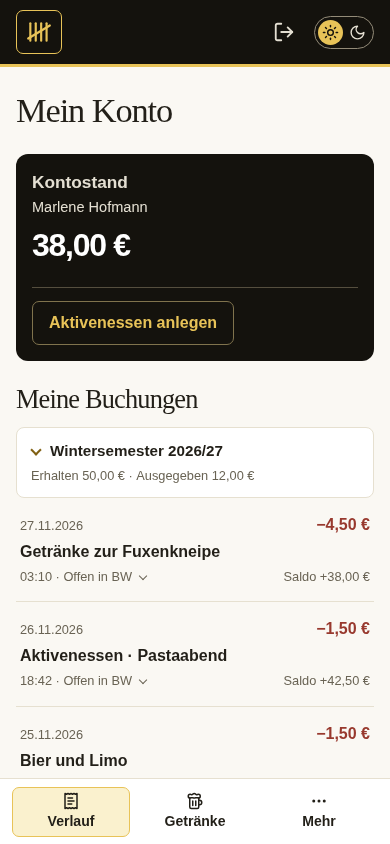 Mein Konto
Kontostand
Marlene Hofmann
38,00 €
Aktivenessen anlegen
Meine Buchungen
Wintersemester 2026/27
Erhalten 50,00 € · Ausgegeben 12,00 €
27.11.2026 −4,50 €
Getränke zur Fuxenkneipe
03:10 · Offen in BW Saldo +38,00 €
26.11.2026 −1,50 €
Aktivenessen · Pastaabend
18:42 · Offen in BW Saldo +42,50 €
25.11.2026 −1,50 €
Bier und Limo
Verlauf Getränke Mehr